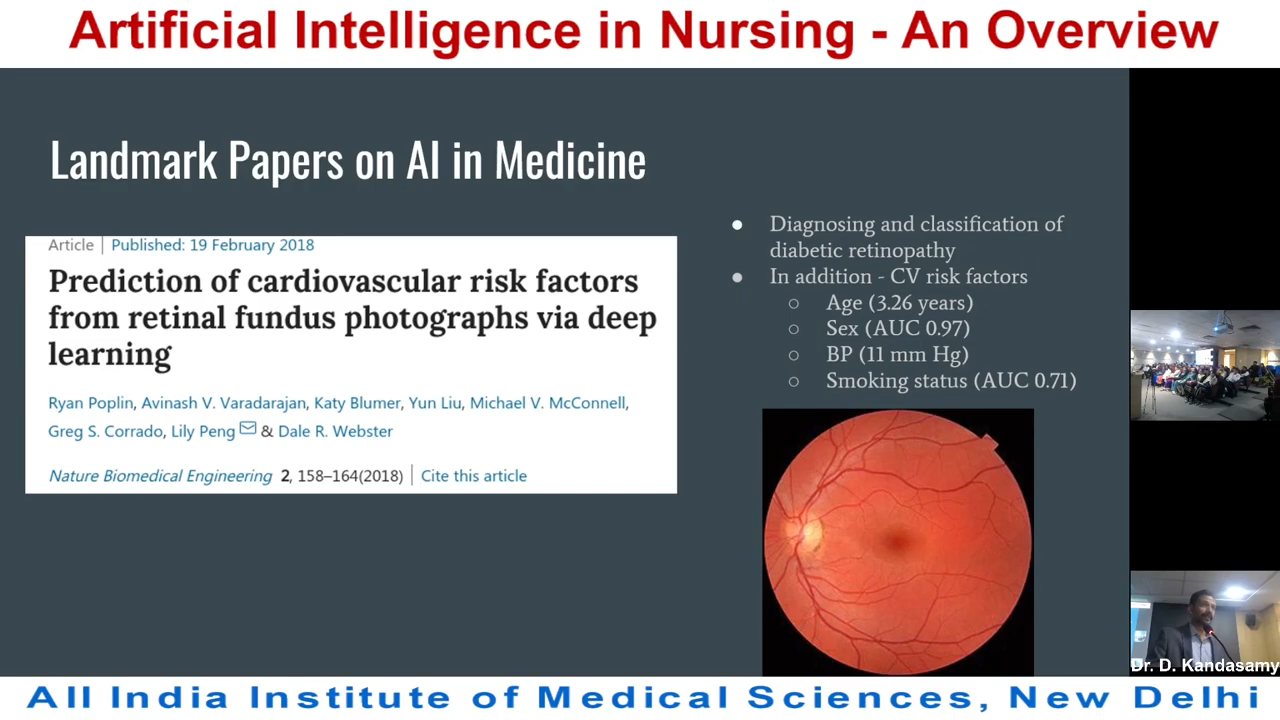 Artificial Intelligence in Nursing - An Overview
Landmark Papers on AI in Medicine
Article | Published: 19 February 2018
Prediction of cardiovascular risk factors
from retinal fundus photographs via deep
learning
Ryan Poplin, Avinash V. Varadarajan, Katy Blumer, Yun Liu, Michael V. McConnell,
Greg S. Corrado, Lily Peng & Dale R. Webster
Nature Biomedical Engineering 2, 158–164(2018) | Cite this article
● Diagnosing and classification of
diabetic retinopathy
● In addition - CV risk factors
○ Age (3.26 years)
○ Sex (AUC 0.97)
○ BP (11 mm Hg)
○ Smoking status (AUC 0.71)
Dr. D. Kandasamy
All India Institute of Medical Sciences, New Delhi